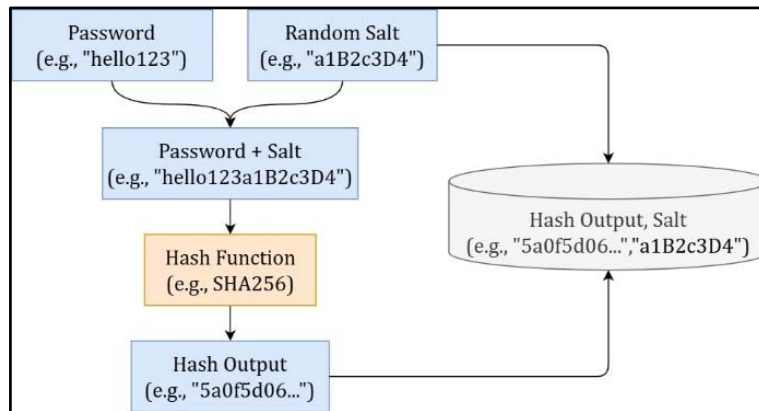 Password
(e.g., "hello123")
Random Salt
(e.g., "a1B2c3D4")
Password + Salt
(e.g., "hello123a1B2c3D4")
Hash Function
(e.g., SHA256)
Hash Output
(e.g., "5a0f5d06...")
Hash Output, Salt
(e.g., "5a0f5d06...","a1B2c3D4")